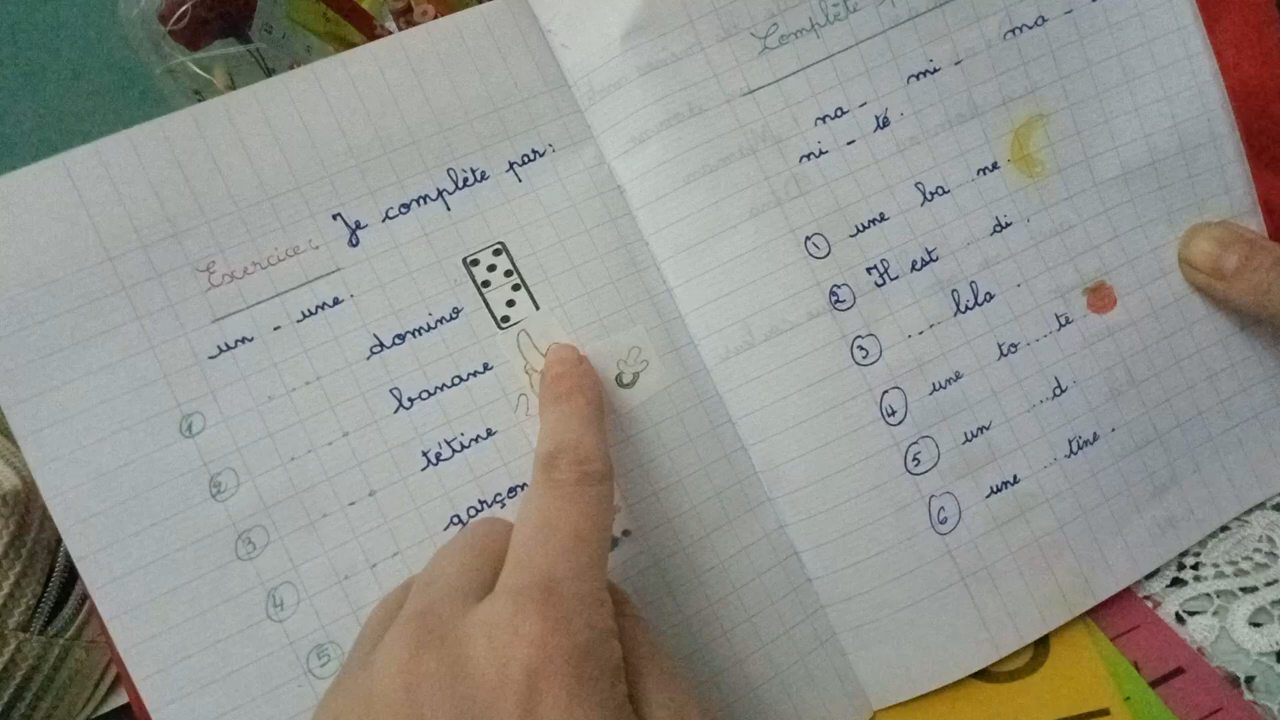 Exercice: Je complète par:
un - une.
1 .... domino
2 .... banane
3 .... tétine
4 .... garçon
5
Complète
na - mi - ma -
ni - té.
1 une ba ne.
2 Il est di.
3 .... lila.
4 une to....te
5 un ...d.
6 une ...tine.